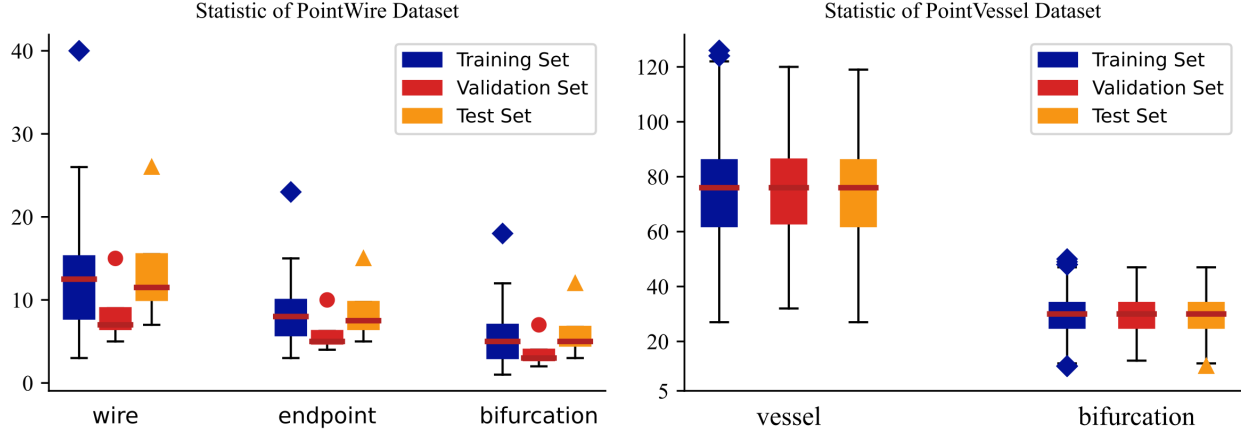 Statistic of PointWire Dataset
40
30
20
10
0
Training Set
Validation Set
Test Set
wire
endpoint
bifurcation
Statistic of PointVessel Dataset
120
100
80
60
40
20
5
Training Set
Validation Set
Test Set
vessel
bifurcation